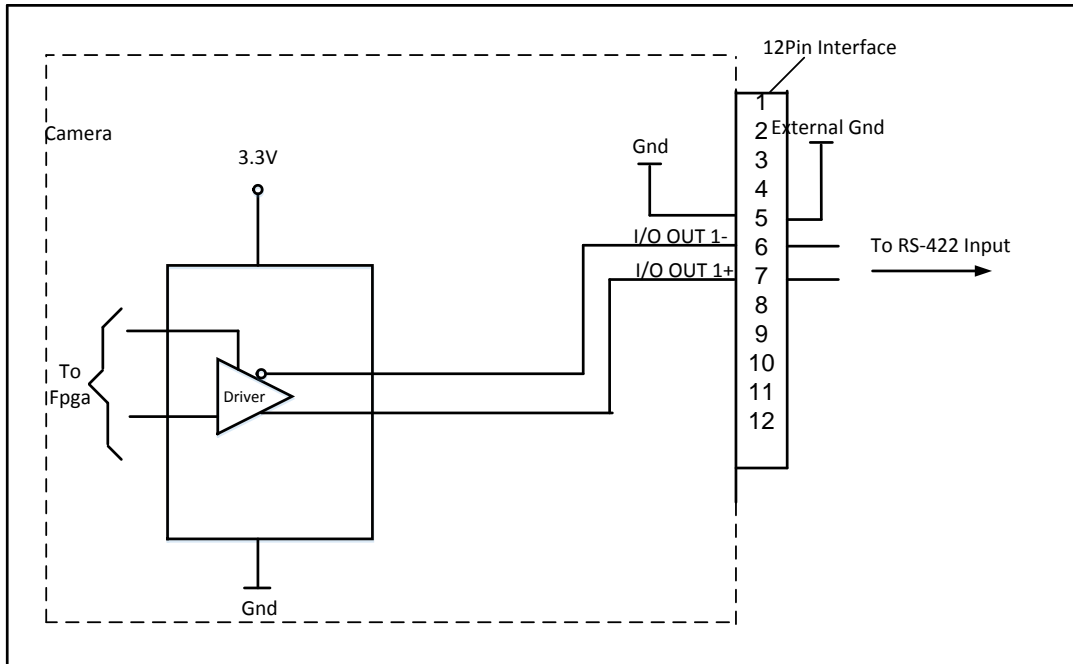 12Pin Interface
Camera
External Gnd
3.3V
Gnd
1
2
3
4
5
6
7
8
9
10
11
12
I/O OUT 1-
I/O OUT 1+
To RS-422 Input
To
Fpga
Driver
Gnd